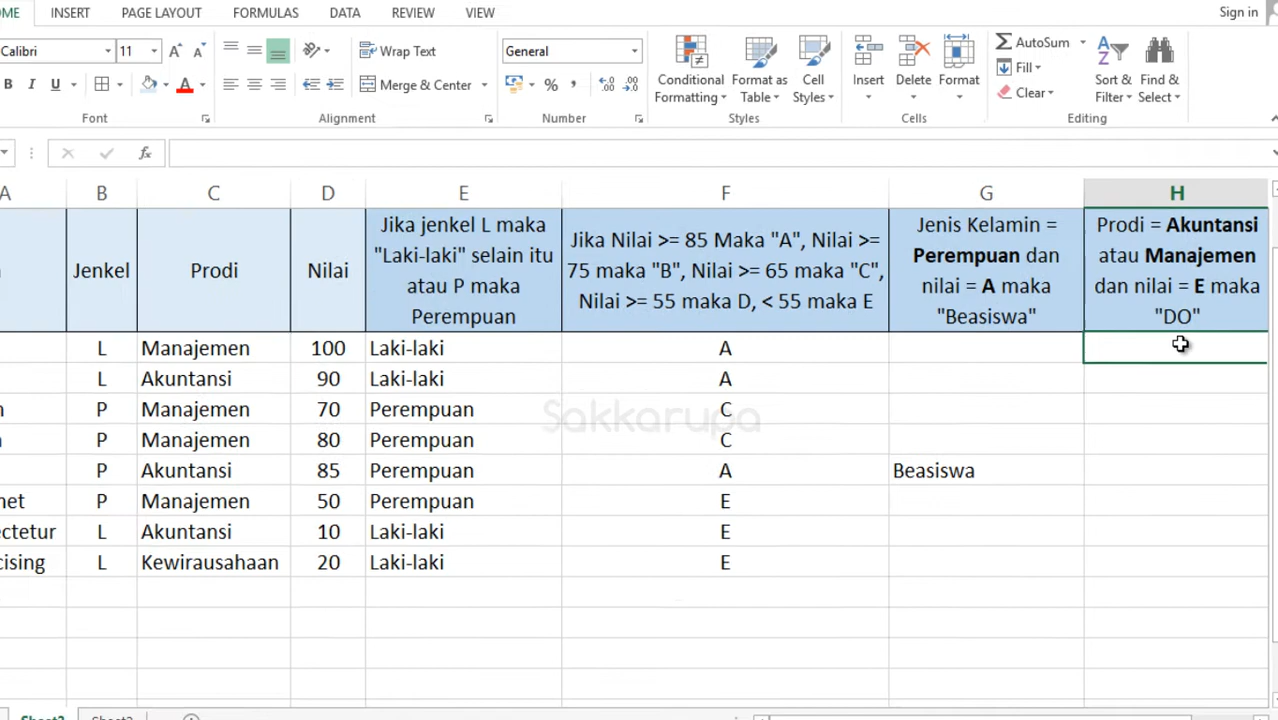 OME INSERT PAGE LAYOUT FORMULAS DATA REVIEW VIEW Sign in
Calibri 11 A A Wrap Text General AutoSum
B I U A Merge & Center % , Conditional Formatting Format as Table Cell Styles Insert Delete Format Fill Clear Sort & Filter Find & Select
Font Alignment Number Styles Cells Editing
fx
A B C D E F G H
Jenkel
Prodi
Nilai
Jika jenkel L maka
"Laki-laki" selain itu
atau P maka
Perempuan
Jika Nilai >= 85 Maka "A", Nilai >=
75 maka "B", Nilai >= 65 maka "C",
Nilai >= 55 maka D, < 55 maka E
Jenis Kelamin =
Perempuan dan
nilai = A maka
"Beasiswa"
Prodi = Akuntansi
atau Manajemen
dan nilai = E maka
"DO"
L Manajemen 100 Laki-laki A
L Akuntansi 90 Laki-laki A
P Manajemen 70 Perempuan C
P Manajemen 80 Perempuan C
P Akuntansi 85 Perempuan A Beasiswa
met P Manajemen 50 Perempuan E
ectetur L Akuntansi 10 Laki-laki E
cising L Kewirausahaan 20 Laki-laki E
Sakkarupa